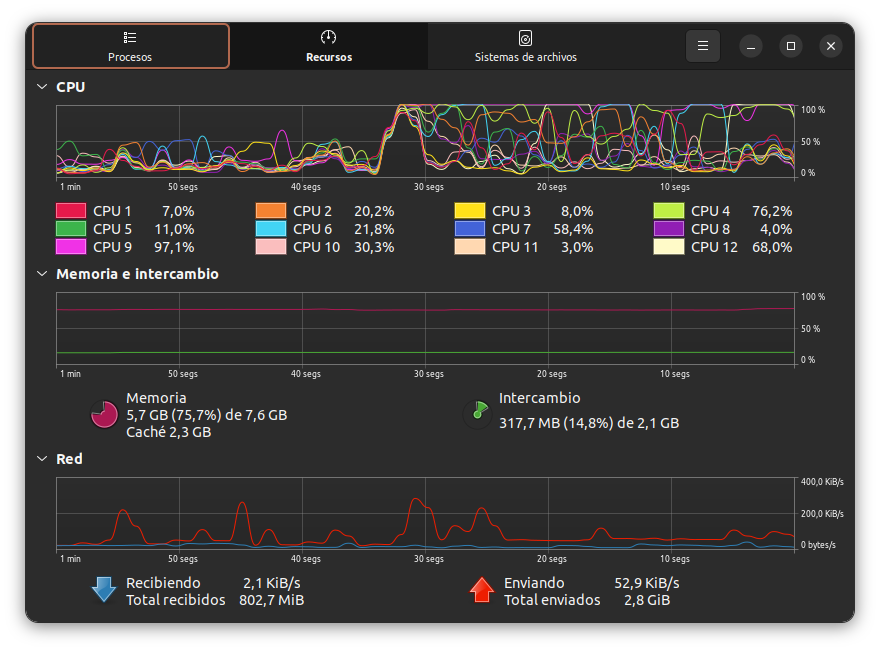 Procesos Recursos Sistemas de archivos
CPU
100 %
50 %
0 %
1 min 50 segs 40 segs 30 segs 20 segs 10 segs
CPU 1 7,0% CPU 2 20,2% CPU 3 8,0% CPU 4 76,2%
CPU 5 11,0% CPU 6 21,8% CPU 7 58,4% CPU 8 4,0%
CPU 9 97,1% CPU 10 30,3% CPU 11 3,0% CPU 12 68,0%
Memoria e intercambio
100 %
50 %
0 %
1 min 50 segs 40 segs 30 segs 20 segs 10 segs
Memoria
5,7 GB (75,7%) de 7,6 GB
Caché 2,3 GB
Intercambio
317,7 MB (14,8%) de 2,1 GB
Red
400,0 KiB/s
200,0 KiB/s
0 bytes/s
1 min 50 segs 40 segs 30 segs 20 segs 10 segs
Recibiendo 2,1 KiB/s
Total recibidos 802,7 MiB
Enviando 52,9 KiB/s
Total enviados 2,8 GiB